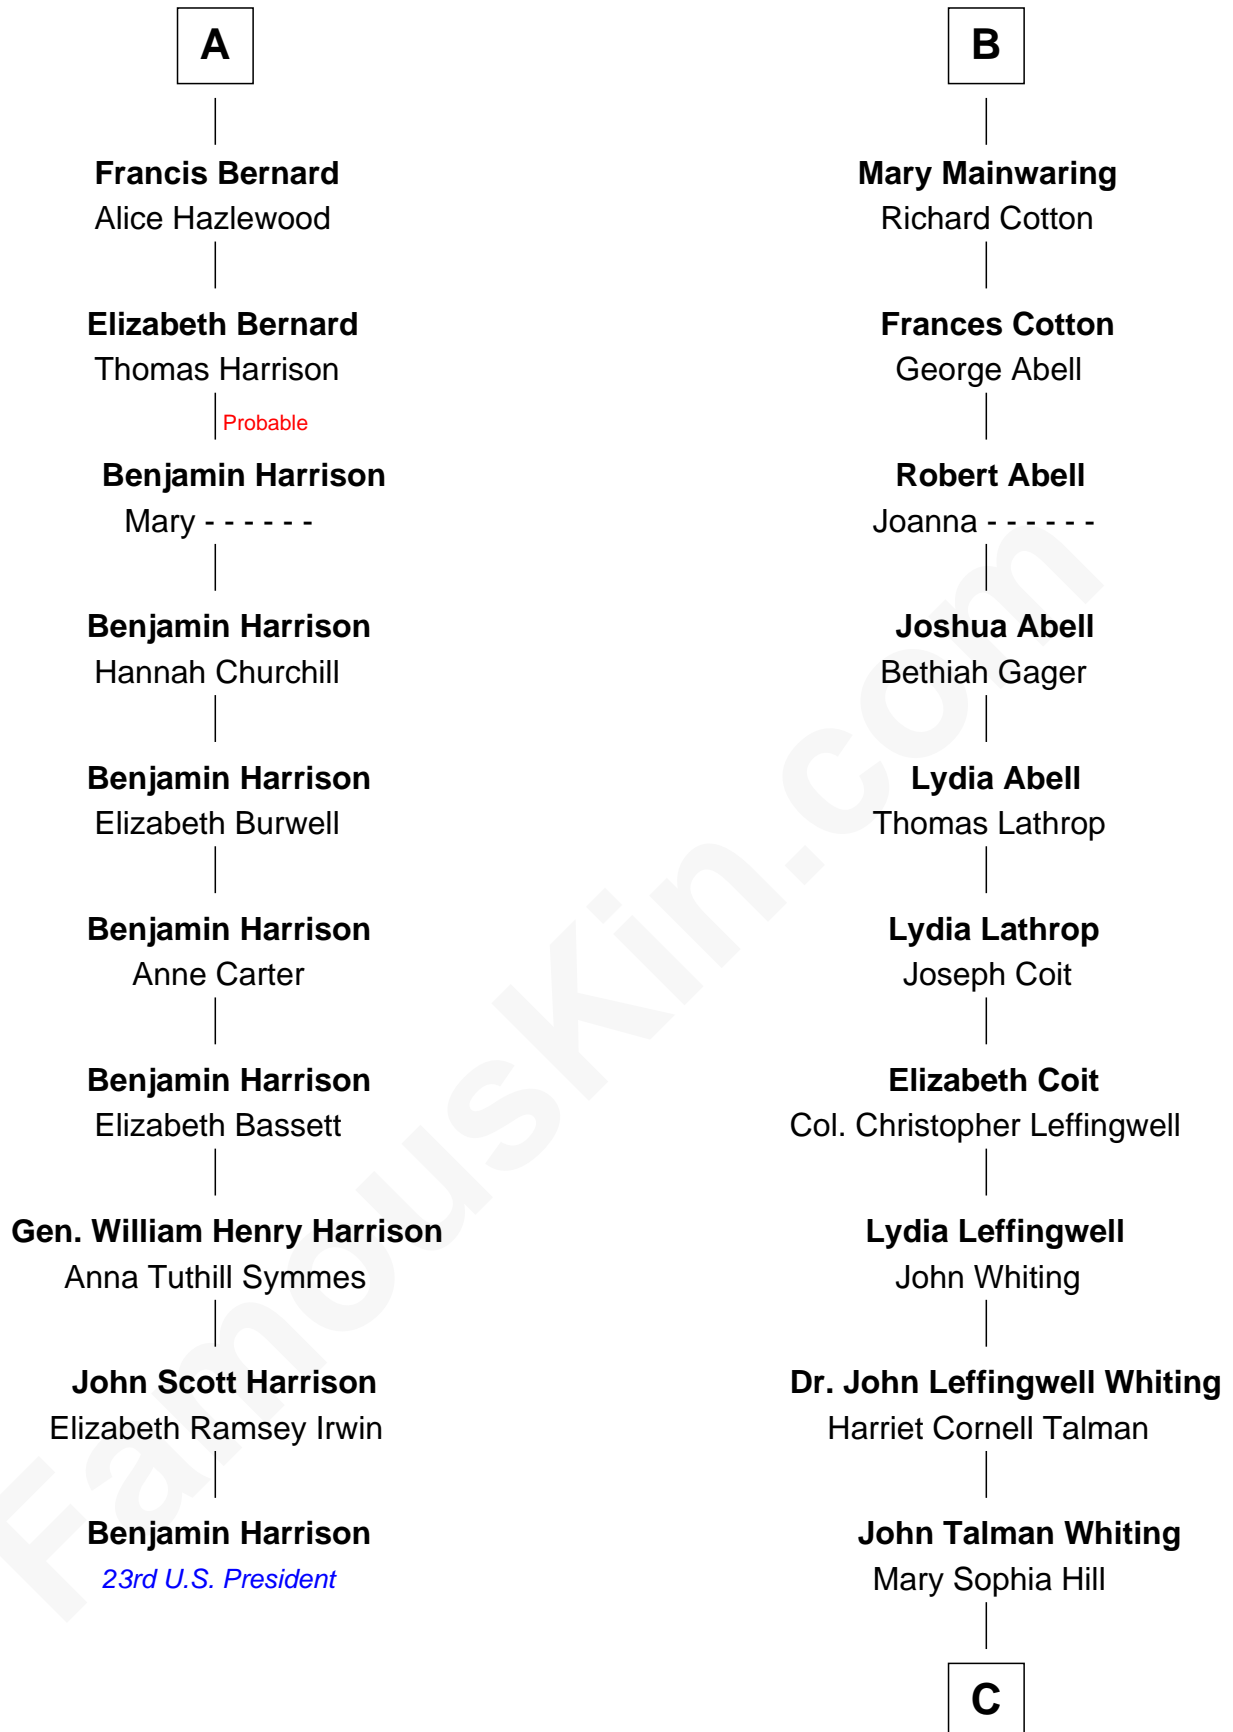 A
Francis Bernard
Alice Hazlewood
Elizabeth Bernard
Thomas Harrison
Probable
Benjamin Harrison
Mary - - - - - -
Benjamin Harrison
Hannah Churchill
Benjamin Harrison
Elizabeth Burwell
Benjamin Harrison
Anne Carter
Benjamin Harrison
Elizabeth Bassett
Gen. William Henry Harrison
Anna Tuthill Symmes
John Scott Harrison
Elizabeth Ramsey Irwin
Benjamin Harrison
23rd U.S. President
B
Mary Mainwaring
Richard Cotton
Frances Cotton
George Abell
Robert Abell
Joanna - - - - - -
Joshua Abell
Bethiah Gager
Lydia Abell
Thomas Lathrop
Lydia Lathrop
Joseph Coit
Elizabeth Coit
Col. Christopher Leffingwell
Lydia Leffingwell
John Whiting
Dr. John Leffingwell Whiting
Harriet Cornell Talman
John Talman Whiting
Mary Sophia Hill
C
FamousKin.com